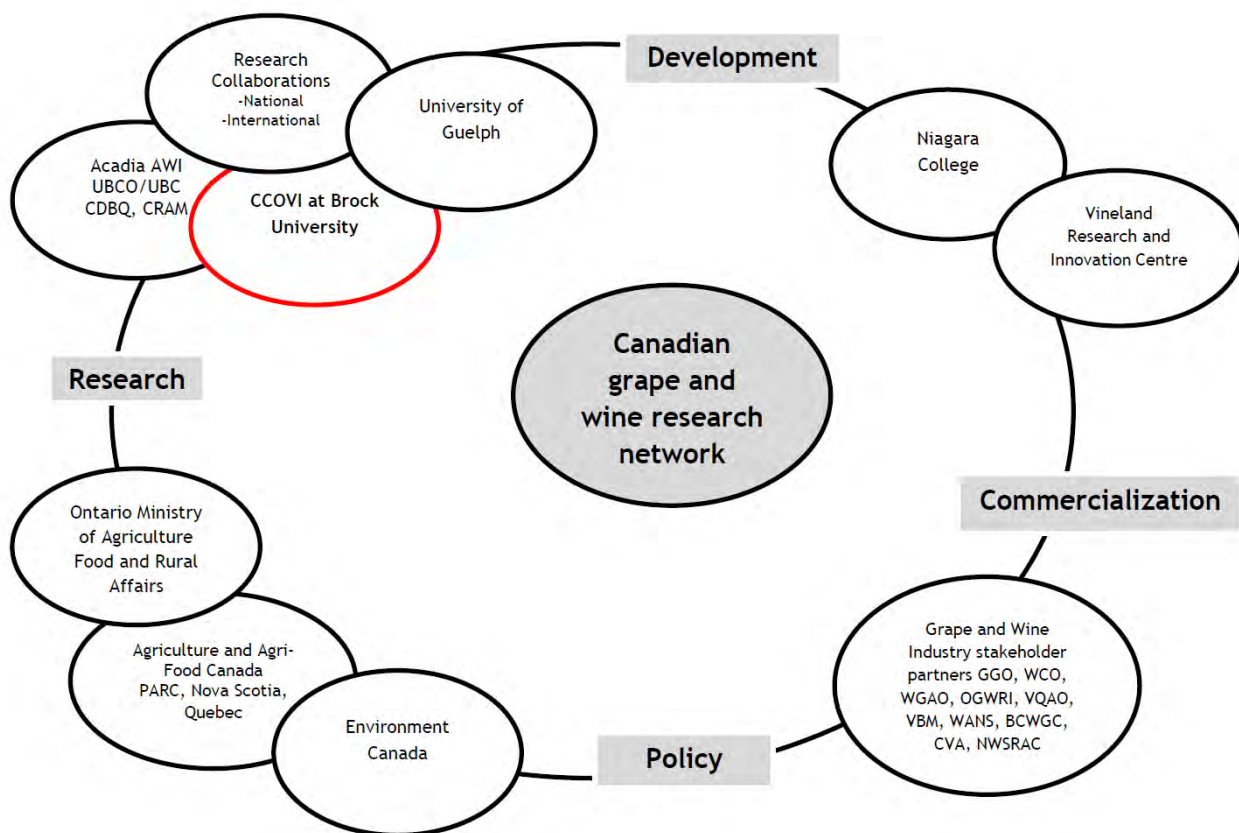 Research
Collaborations
-National
-International
Development
University of
Guelph
Niagara
College
Acadia AWI
UBCO/UBC
CDBQ, CRAM
CCOVI at Brock
University
Vineland
Research and
Innovation Centre
Canadian
grape and
wine research
network
Research
Commercialization
Ontario Ministry
of Agriculture
Food and Rural
Affairs
Agriculture and Agri-
Food Canada
PARC, Nova Scotia,
Quebec
Environment
Canada
Policy
Grape and Wine
Industry stakeholder
partners GGO, WCO,
WGAO, OGWRI, VQAO,
VBM, WANS, BCWGC,
CVA, NWSRAC